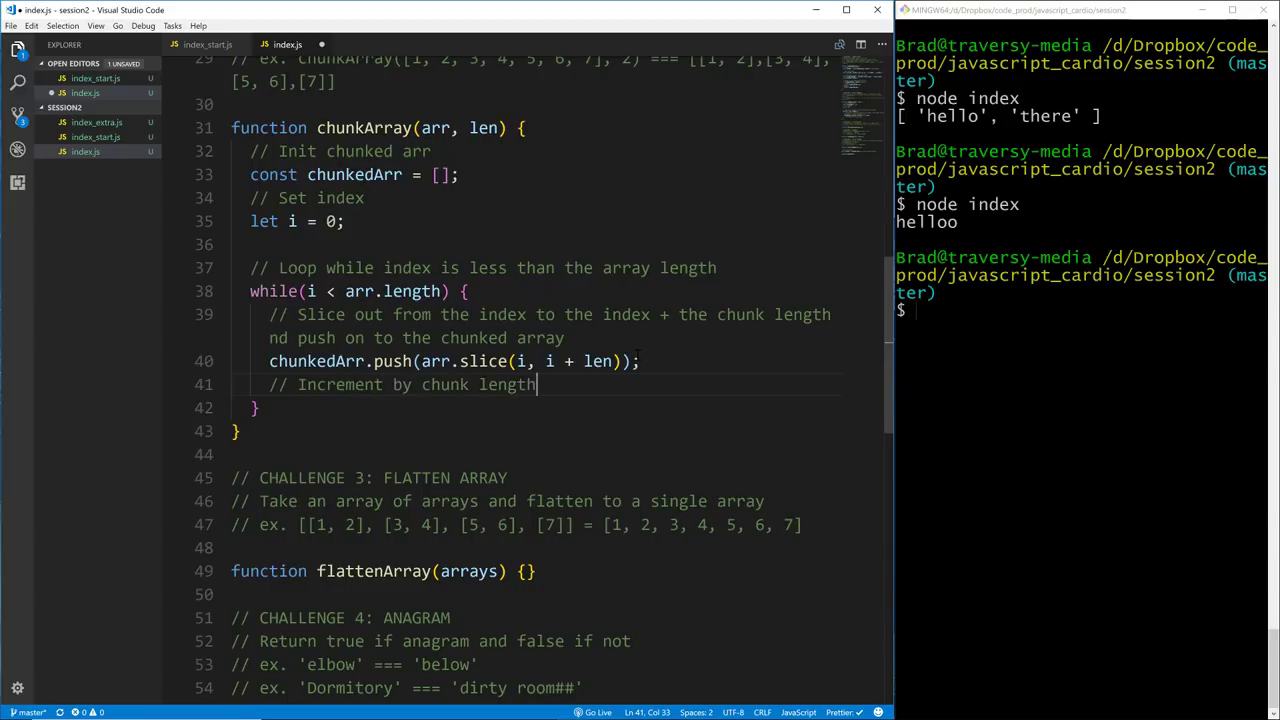 index.js - session2 - Visual Studio Code
File Edit Selection View Go Debug Tasks Help
EXPLORER
OPEN EDITORS 1 UNSAVED
index_start.js U
index.js U
SESSION2
index_extra.js U
index_start.js U
index.js U
1
3
index_start.js index.js
29 // ex. chunkArray([1, 2, 3, 4, 5, 6, 7], 2) === [[1, 2],[3, 4],
[5, 6],[7]]
30
31 function chunkArray(arr, len) {
32 // Init chunked arr
33 const chunkedArr = [];
34 // Set index
35 let i = 0;
36
37 // Loop while index is less than the array length
38 while(i < arr.length) {
39 // Slice out from the index to the index + the chunk length
nd push on to the chunked array
40 chunkedArr.push(arr.slice(i, i + len));
41 // Increment by chunk length
42 }
43 }
44
45 // CHALLENGE 3: FLATTEN ARRAY
46 // Take an array of arrays and flatten to a single array
47 // ex. [[1, 2], [3, 4], [5, 6], [7]] = [1, 2, 3, 4, 5, 6, 7]
48
49 function flattenArray(arrays) {}
50
51 // CHALLENGE 4: ANAGRAM
52 // Return true if anagram and false if not
53 // ex. 'elbow' === 'below'
54 // ex. 'Dormitory' === 'dirty room##'
master* 0 0 Go Live Ln 41, Col 33 Spaces: 2 UTF-8 CRLF JavaScript Prettier: ✓
MINGW64:/d/Dropbox/code_prod/javascript_cardio/session2
Brad@traversy-media /d/Dropbox/code_
prod/javascript_cardio/session2 (mas
ter)
$ node index
[ 'hello', 'there' ]
Brad@traversy-media /d/Dropbox/code_
prod/javascript_cardio/session2 (mas
ter)
$ node index
helloo
Brad@traversy-media /d/Dropbox/code_
prod/javascript_cardio/session2 (mas
ter)
$